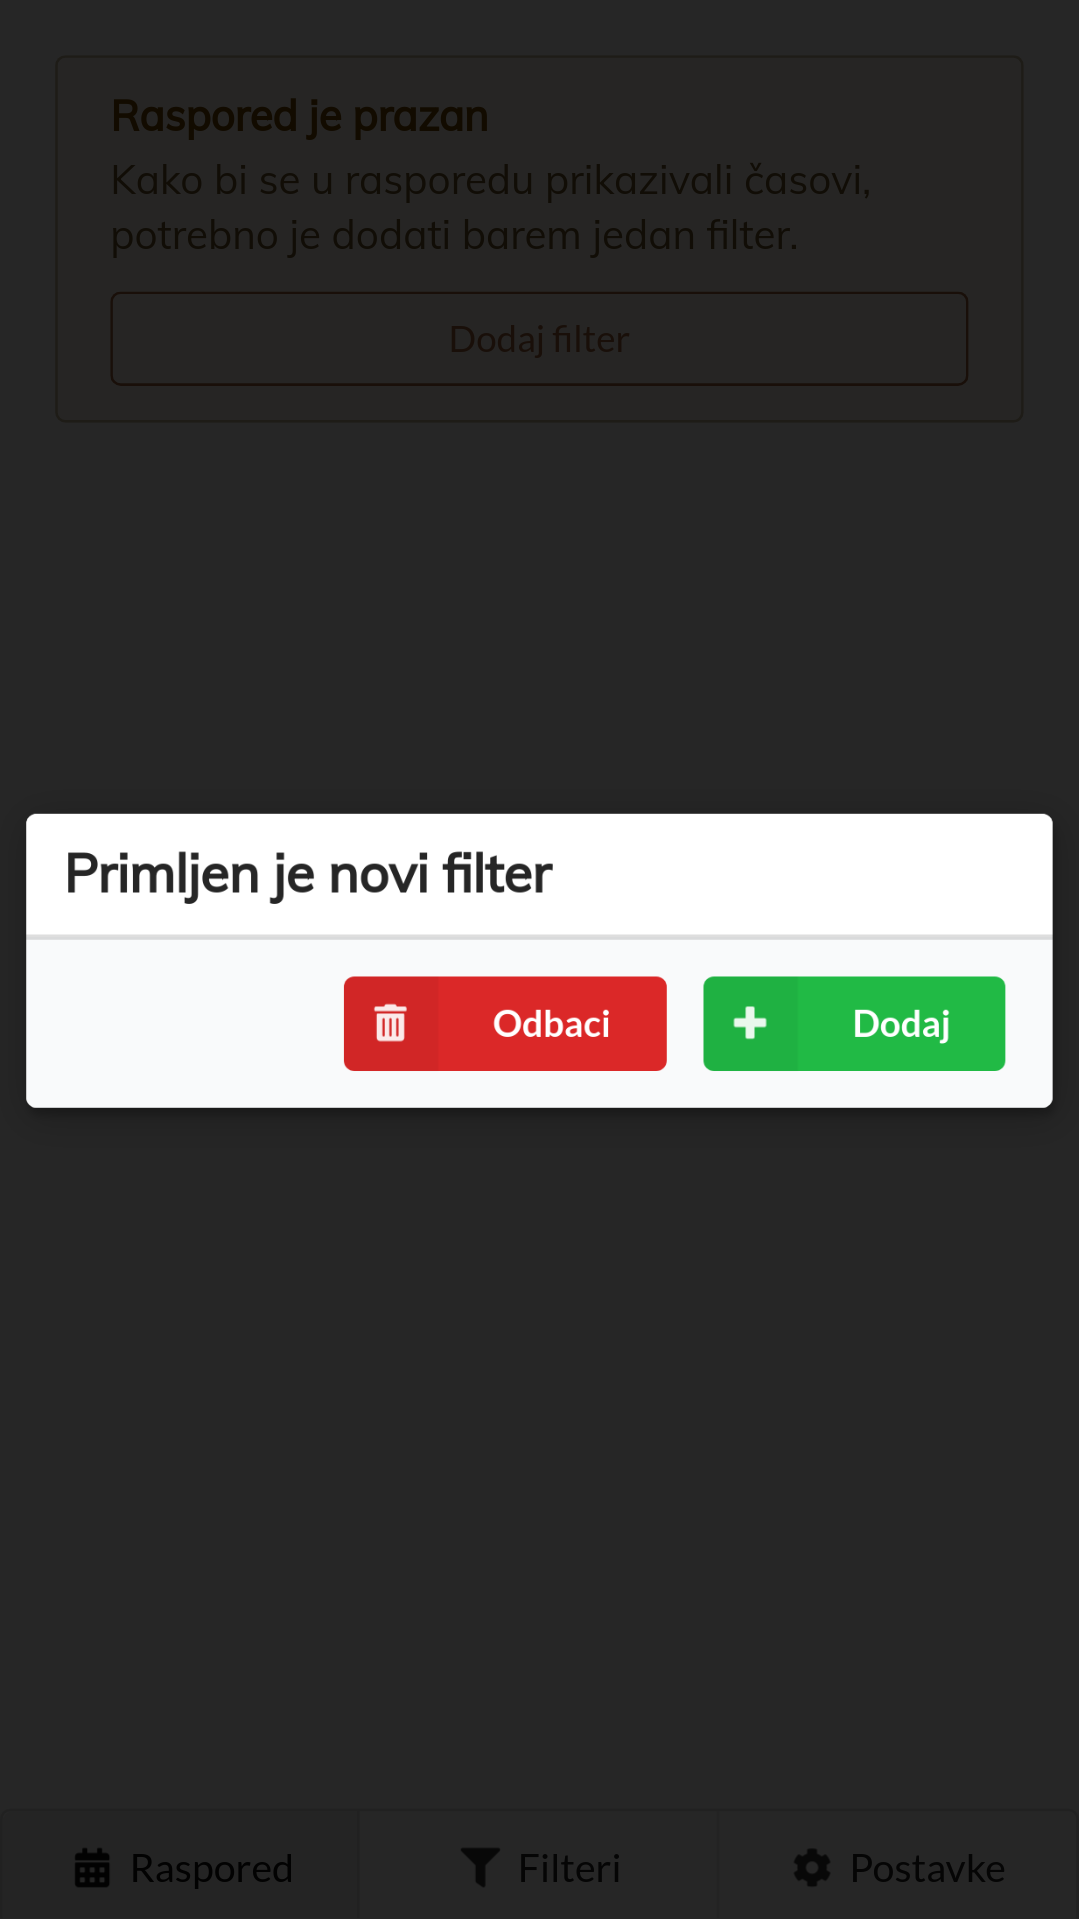 Raspored je prazan
Kako bi se u rasporedu prikazivali časovi,
potrebno je dodati barem jedan filter.
Dodaj filter
Primljen je novi filter
Odbaci
Dodaj
Raspored
Filteri
Postavke